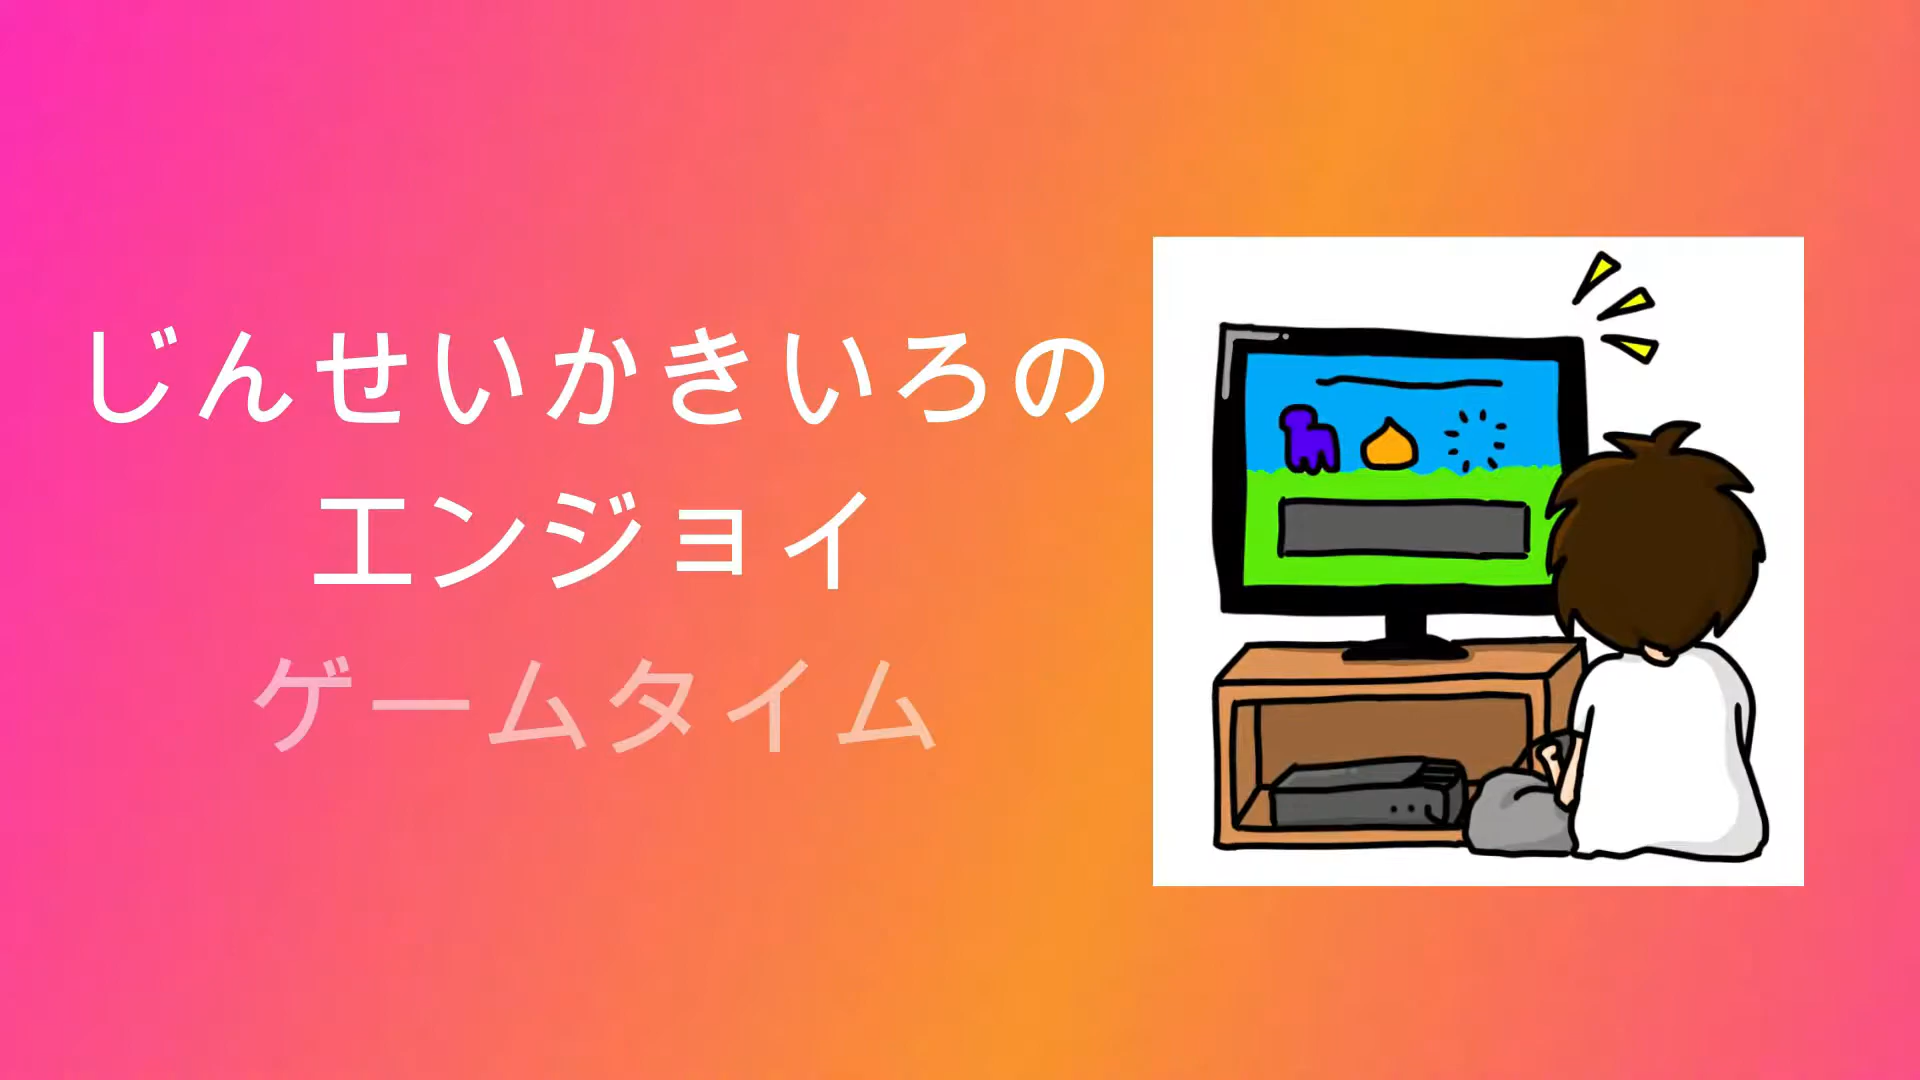 じんせいかきいろの
エンジョイ
ゲームタイム